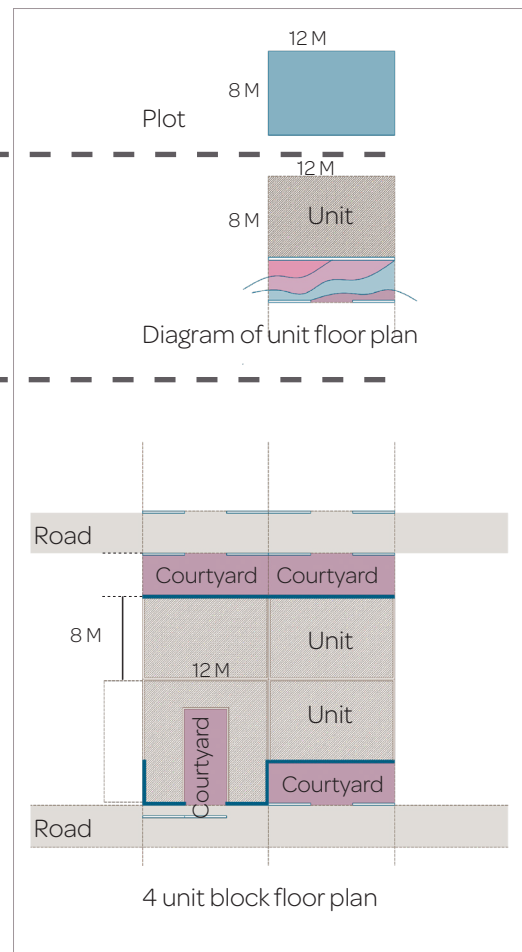 12 M
8 M
Plot
12 M
8 M
Unit
Diagram of unit floor plan
Road
Courtyard
Courtyard
8 M
Unit
12 M
Unit
Courtyard
Courtyard
Road
4 unit block floor plan